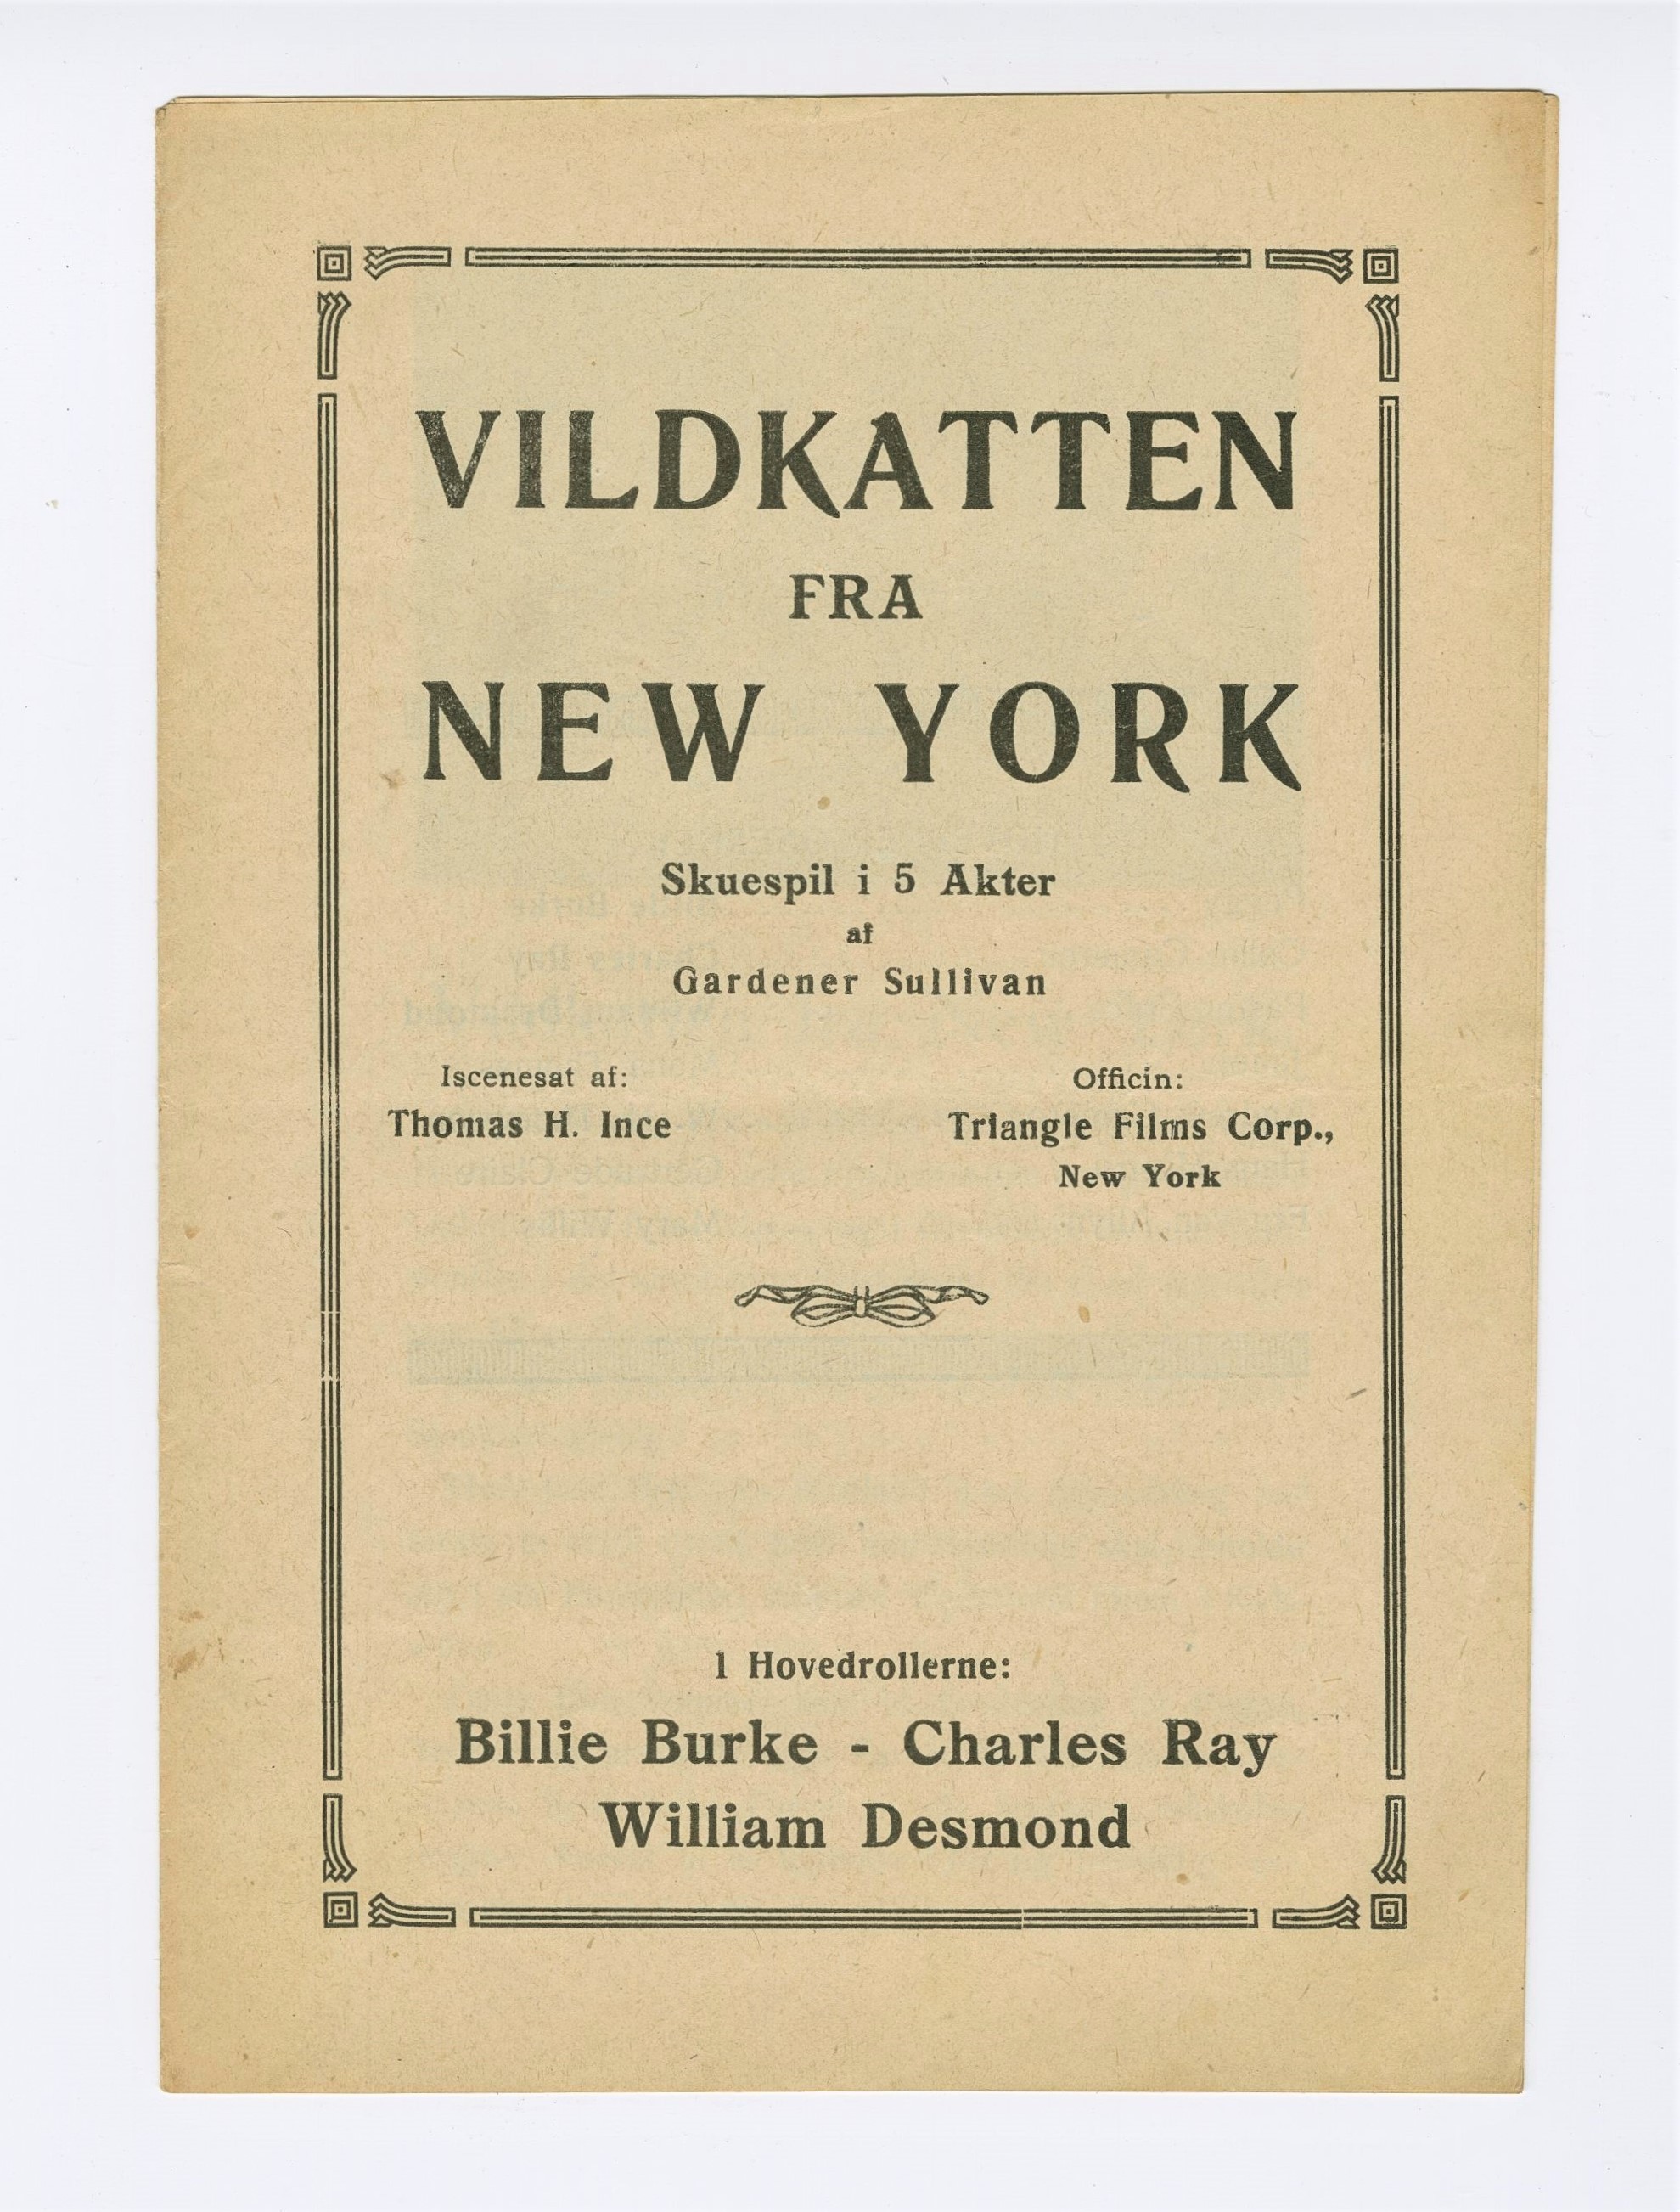 VILDKATTEN
FRA
NEW YORK
Skuespil i 5 Akter
af
Gardener Sullivan
Iscenesat af:
Thomas H. Ince
Officin:
Triangle Films Corp.,
New York
1 Hovedrollerne:
Billie Burke - Charles Ray
William Desmond